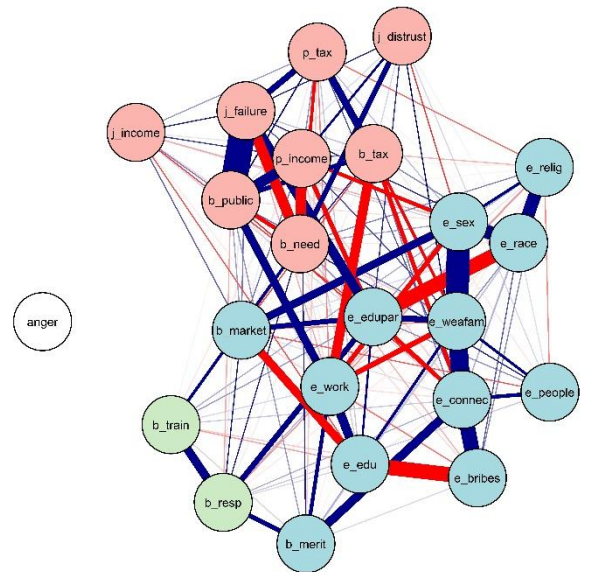 p_tax
j_distrust
j_failure
j_income
p_income
b_tax
e_relig
b_public
e_sex
e_race
b_need
anger
b_market
e_edupar
e_weafam
e_work
e_people
e_connec
b_train
e_edu
e_bribes
b_resp
b_merit